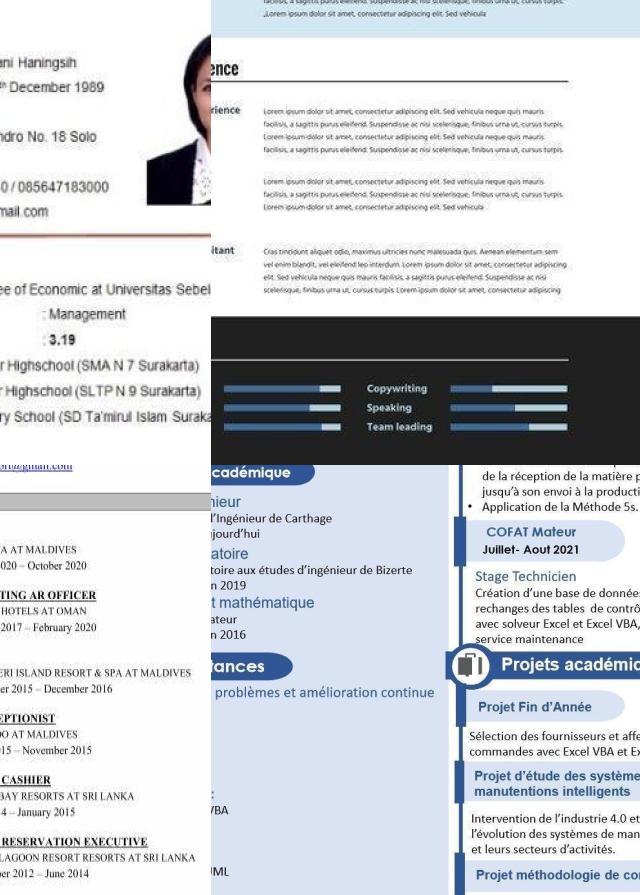 ani Haningsih
th December 1989
ndro No. 18 Solo
0 / 085647183000
mail.com
ee of Economic at Universitas Sebel
: Management
: 3.19
r Highschool (SMA N 7 Surakarta)
r Highschool (SLTP N 9 Surakarta)
ry School (SD Ta'mirul Islam Suraka
facilisis, a sagittis purus eleifend. Suspendisse ac nisi scelerisque, finibus urna ut, cursus turpis.
„Lorem ipsum dolor sit amet, consectetur adipiscing elit. Sed vehicula
ence
rience
Lorem ipsum dolor sit amet, consectetur adipiscing elit. Sed vehicula neque quis mauris
facilisis, a sagittis purus eleifend. Suspendisse ac nisi scelerisque, finibus urna ut, cursus turpis.
Lorem ipsum dolor sit amet, consectetur adipiscing elit. Sed vehicula neque quis mauris
facilisis, a sagittis purus eleifend. Suspendisse ac nisi scelerisque, finibus urna ut, cursus turpis.
Lorem ipsum dolor sit amet, consectetur adipiscing elit. Sed vehicula neque quis mauris
facilisis, a sagittis purus eleifend. Suspendisse ac nisi scelerisque, finibus urna ut, cursus turpis.
Lorem ipsum dolor sit amet, consectetur adipiscing elit. Sed vehicula
itant
Cras tincidunt aliquet odio, maximus ultricies nunc malesuada quis. Aenean elementum sem
vel enim blandit, vel eleifend leo interdum. Lorem ipsum dolor sit amet, consectetur adipiscing
elit. Sed vehicula neque quis mauris facilisis, a sagittis purus eleifend. Suspendisse ac nisi
scelerisque, finibus urna ut, cursus turpis. Lorem ipsum dolor sit amet, consectetur adipiscing
Copywriting
Speaking
Team leading
@gmail.com
A AT MALDIVES
020 – October 2020
TING AR OFFICER
HOTELS AT OMAN
2017 – February 2020
ERI ISLAND RESORT & SPA AT MALDIVES
er 2015 – December 2016
EPTIONIST
DO AT MALDIVES
015 – November 2015
CASHIER
BAY RESORTS AT SRI LANKA
4 – January 2015
RESERVATION EXECUTIVE
LAGOON RESORT RESORTS AT SRI LANKA
er 2012 – June 2014
cadémique
nieur
l'Ingénieur de Carthage
ujourd'hui
atoire
toire aux études d'ingénieur de Bizerte
n 2019
t mathématique
ateur
n 2016
tances
problèmes et amélioration continue
:
VBA
UML
de la réception de la matière p
jusqu'à son envoi à la producti
• Application de la Méthode 5s.
COFAT Mateur
Juillet- Aout 2021
Stage Technicien
Création d'une base de données
rechanges des tables de contrô
avec solveur Excel et Excel VBA,
service maintenance
Projets académic
Projet Fin d'Année
Sélection des fournisseurs et affe
commandes avec Excel VBA et Ex
Projet d'étude des système
manutentions intelligents
Intervention de l'industrie 4.0 et
l'évolution des systèmes de man
et leurs secteurs d'activités.
Projet méthodologie de co